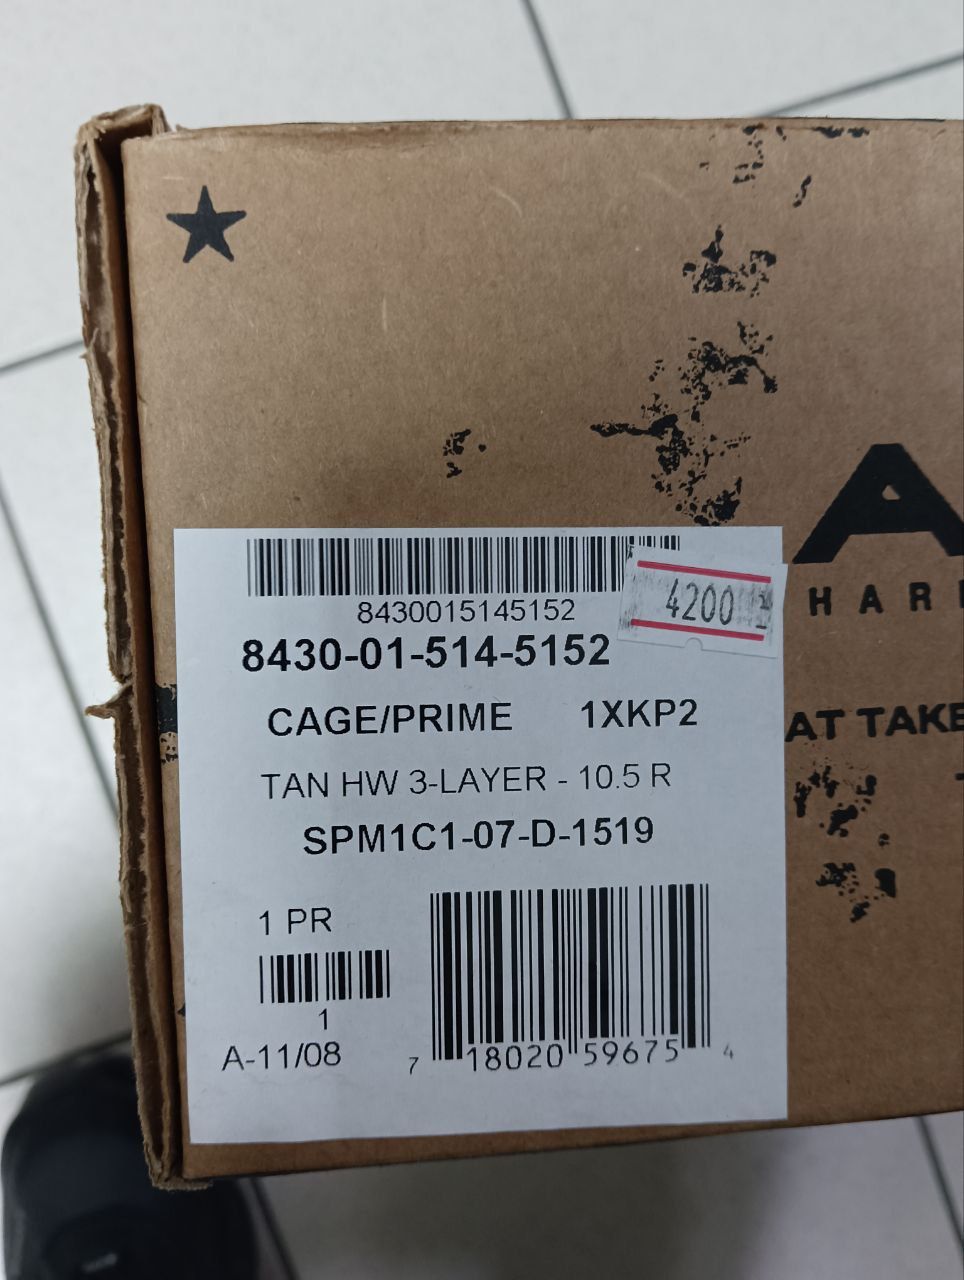 A
HAR
AT TAKE
8430015145152
4200
8430-01-514-5152
CAGE/PRIME 1XKP2
TAN HW 3-LAYER - 10.5 R
SPM1C1-07-D-1519
1 PR
1
A-11/08
7 18020 59675 4